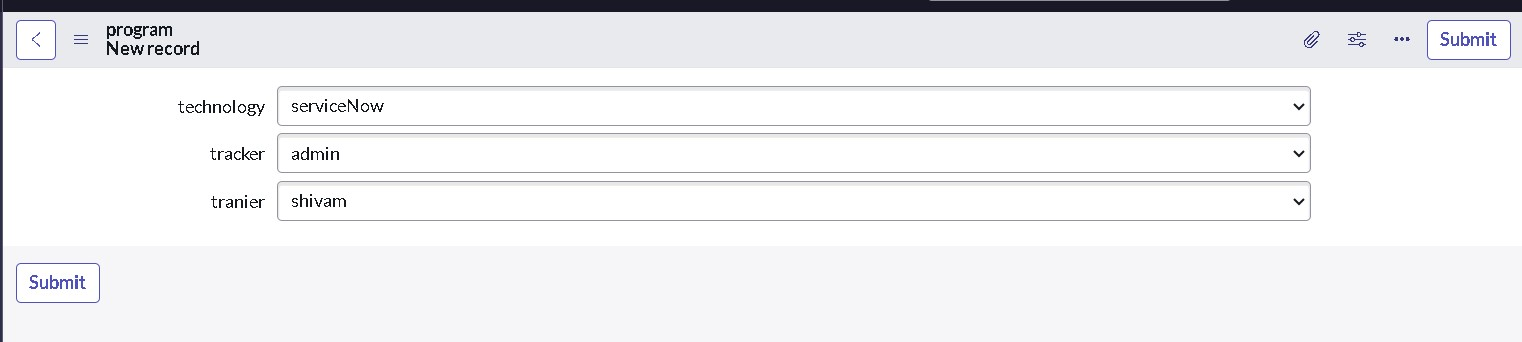 program
New record
Submit
technology
serviceNow
tracker
admin
tranier
shivam
Submit